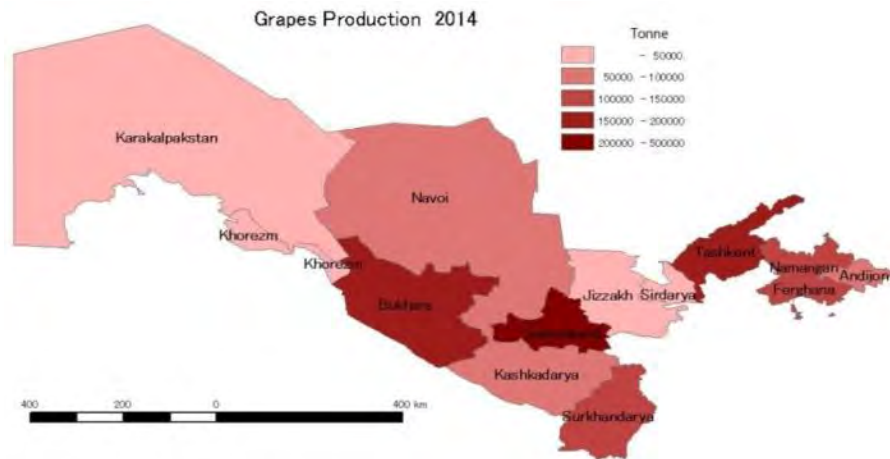 Grapes Production 2014
Tonne
- 50000
50000 - 100000
100000 - 150000
150000 - 200000
200000 - 500000
Karakalpakstan
Navoi
Khorezm
Khorezm
Bukhara
Jizzakh
Sirdarya
Tashkent
Namangan
Andijon
Ferghana
Kashkadarya
Surkhandarya
400 200 0 400 km